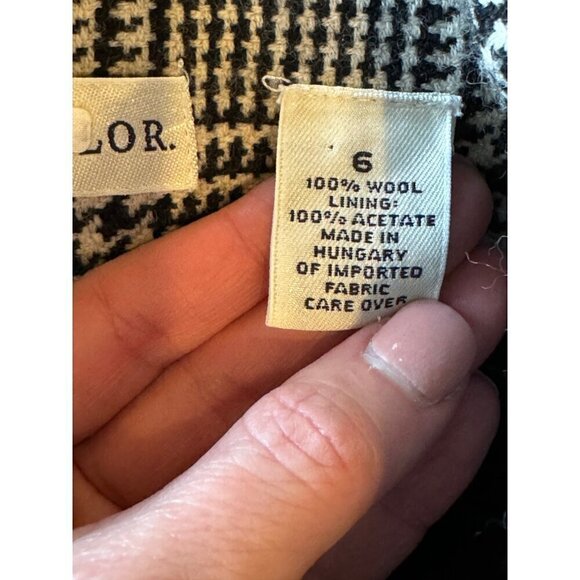 LOR.
6
100% WOOL
LINING:
100% ACETATE
MADE IN
HUNGARY
OF IMPORTED
FABRIC
CARE OVER